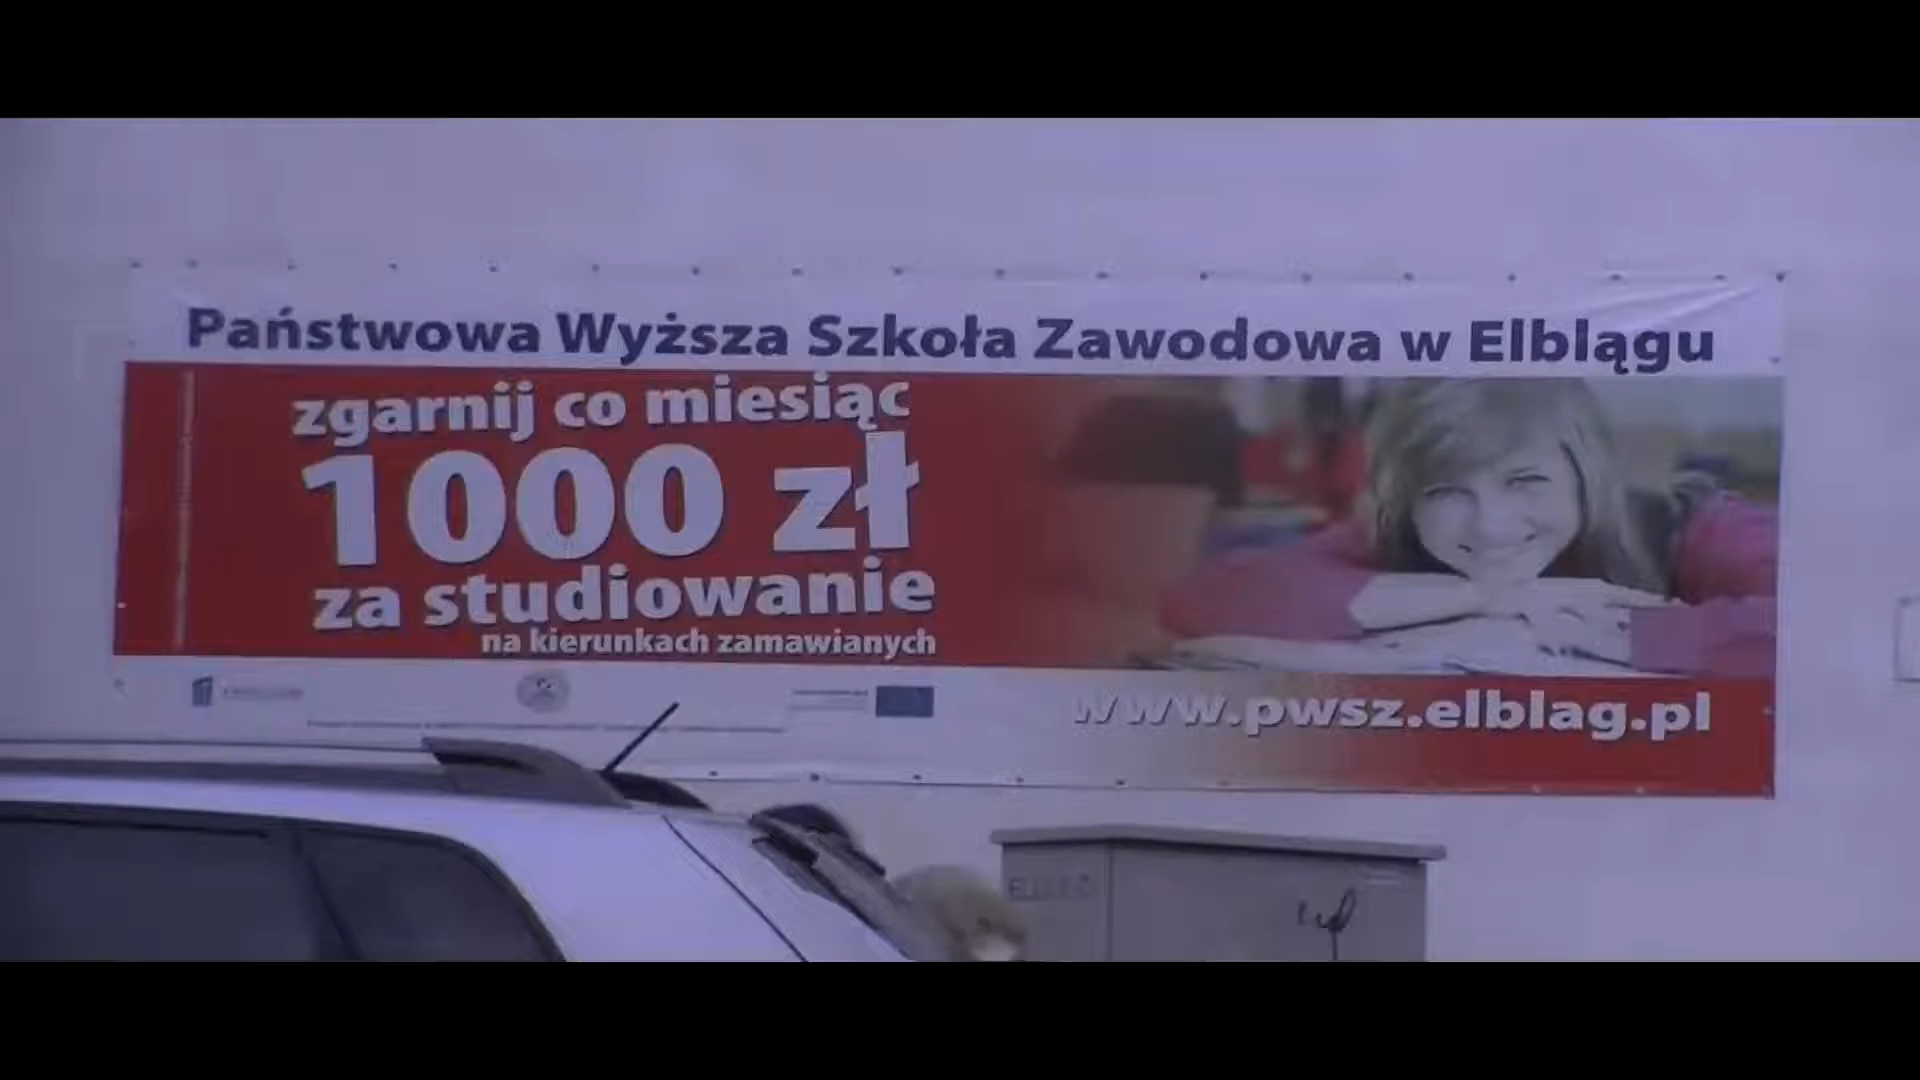 Państwowa Wyższa Szkoła Zawodowa w Elblągu
zgarnij co miesiąc
1000 zł
za studiowanie
na kierunkach zamawianych
www.pwsz.elblag.pl